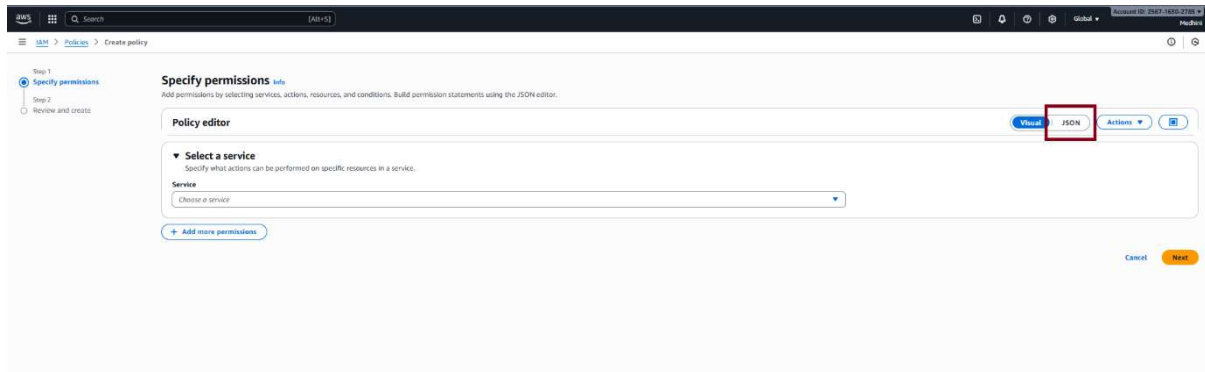 aws Search [Alt+S] Global Account ID: 2567-1630-2785
Medhini
IAM > Policies > Create policy
Step 1
Specify permissions
Step 2
Review and create
Specify permissions Info
Add permissions by selecting services, actions, resources, and conditions. Build permission statements using the JSON editor.
Policy editor Visual JSON Actions
Select a service
Specify what actions can be performed on specific resources in a service.
Service
Choose a service
+ Add more permissions
Cancel Next